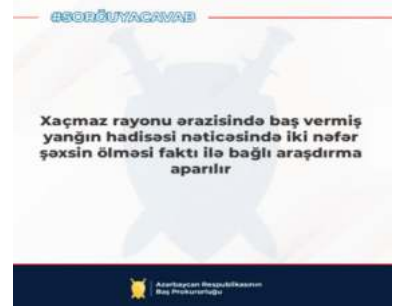 #SORĞUYACAVAB
Xaçmaz rayonu ərazisində baş vermiş
yanğın hadisəsi nəticəsində iki nəfər
şəxsin ölməsi faktı ilə bağlı araşdırma
aparılır
Azərbaycan Respublikasının
Baş Prokurorluğu